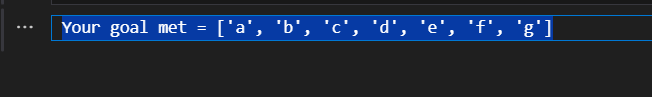 ... Your goal met = ['a', 'b', 'c', 'd', 'e', 'f', 'g']